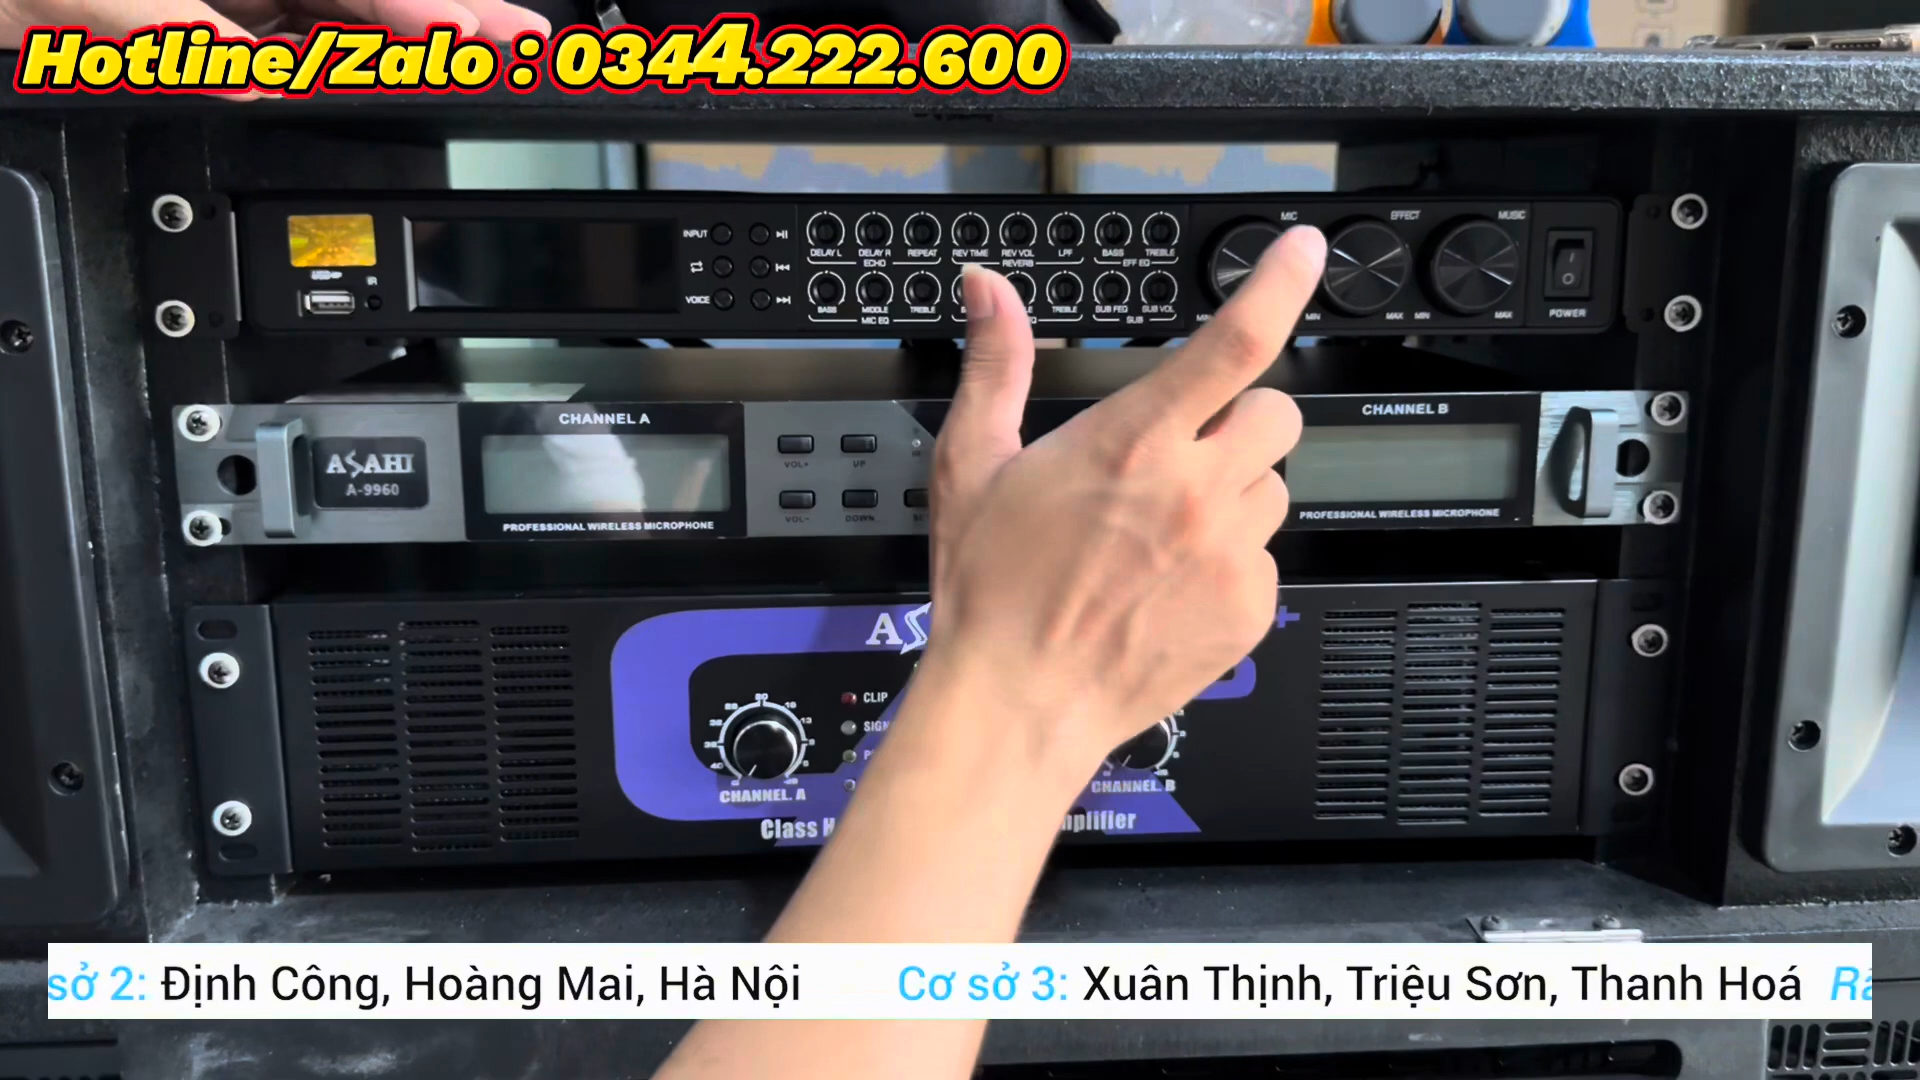 Hotline/Zalo : 0344.222.600
MIC EFFECT MUSIC
INPUT
DELAY L DELAY R REPEAT REV TIME REV VOL LPF BASS TREBLE
ECHO REVERB EFF EQ
IR
VOICE
BASS MIDDLE TREBLE TREBLE SUB FEQ SUB VOL
MIC EQ SUB
MIN MAX MIN MAX
POWER
CHANNEL A
CHANNEL B
ASAHI
A-9960
VOL+ UP
VOL- DOWN
PROFESSIONAL WIRELESS MICROPHONE
PROFESSIONAL WIRELESS MICROPHONE
CLIP
CHANNEL. A
CHANNEL. B
Class H
sở 2: Định Công, Hoàng Mai, Hà Nội Cơ sở 3: Xuân Thịnh, Triệu Sơn, Thanh Hoá